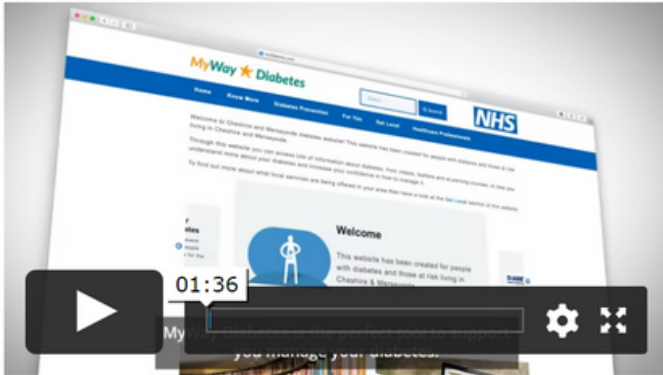 MyWay Diabetes
Search
Search
NHS
Home Know More Diabetes Prevention For You Get Local Healthcare Professionals
Welcome to Cheshire and Merseyside diabetes website! This website has been created for people with diabetes and those at risk
living in Cheshire and Merseyside.
Through this website you can access lots of information about diabetes, from videos, leaflets and eLearning courses, to help you
understand more about your diabetes and increase your confidence in how to manage it.
To find out more about what local services are being offered in your area then have a look at the Get Local section of this website
Welcome
This website has been created for people
with diabetes and those at risk living in
Cheshire & Merseyside
01:36
MyWay Diabetes is the perfect tool to support
you manage your diabetes.